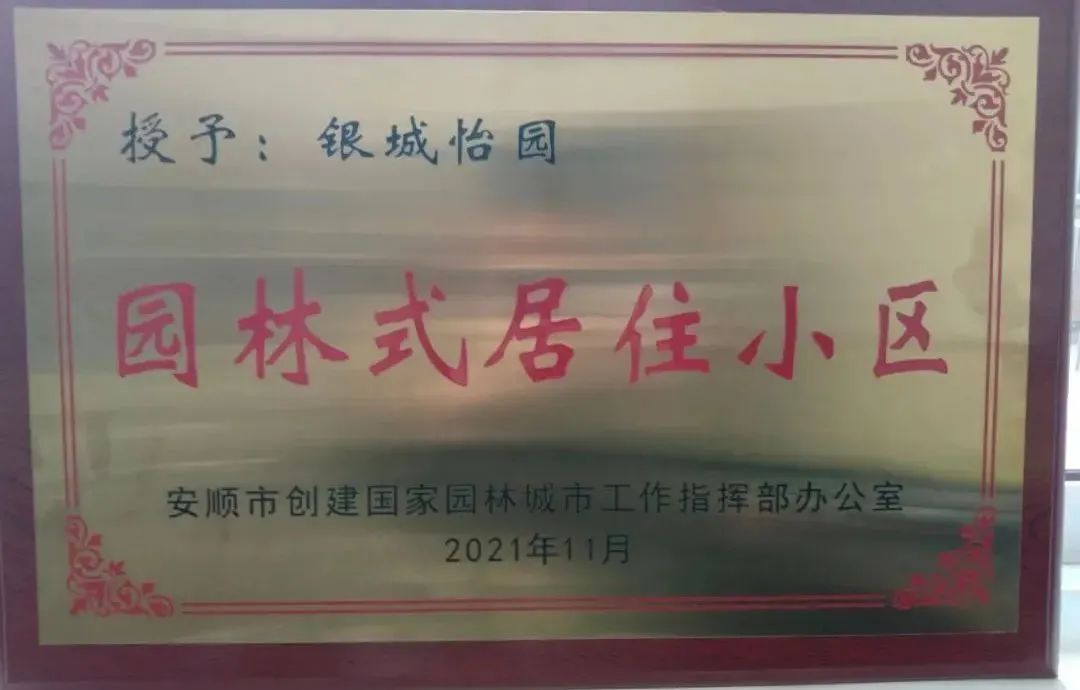 授予：银城怡园
园林式居住小区
安顺市创建国家园林城市工作指挥部办公室
2021年11月